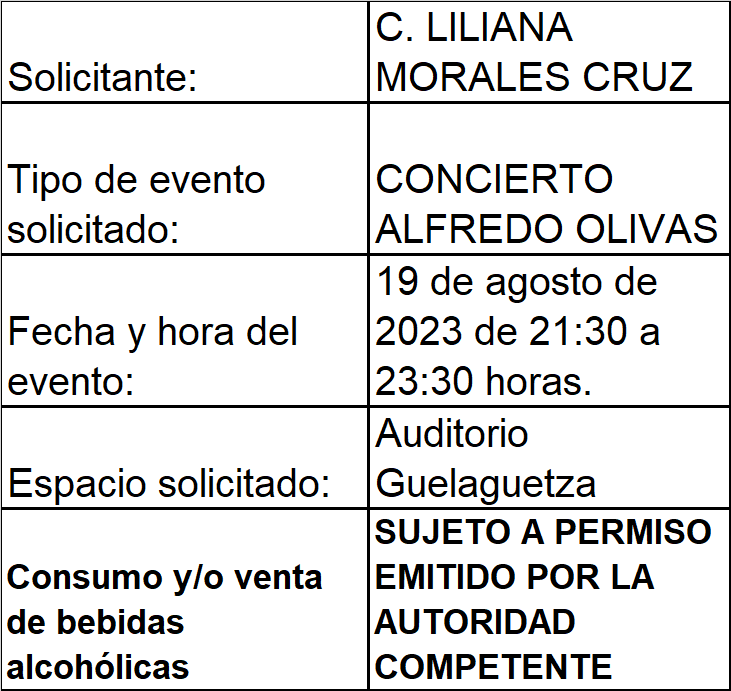 Solicitante:
C. LILIANA
MORALES CRUZ
Tipo de evento
solicitado:
CONCIERTO
ALFREDO OLIVAS
Fecha y hora del
evento:
19 de agosto de
2023 de 21:30 a
23:30 horas.
Espacio solicitado:
Auditorio
Guelaguetza
Consumo y/o venta
de bebidas
alcohólicas
SUJETO A PERMISO
EMITIDO POR LA
AUTORIDAD
COMPETENTE